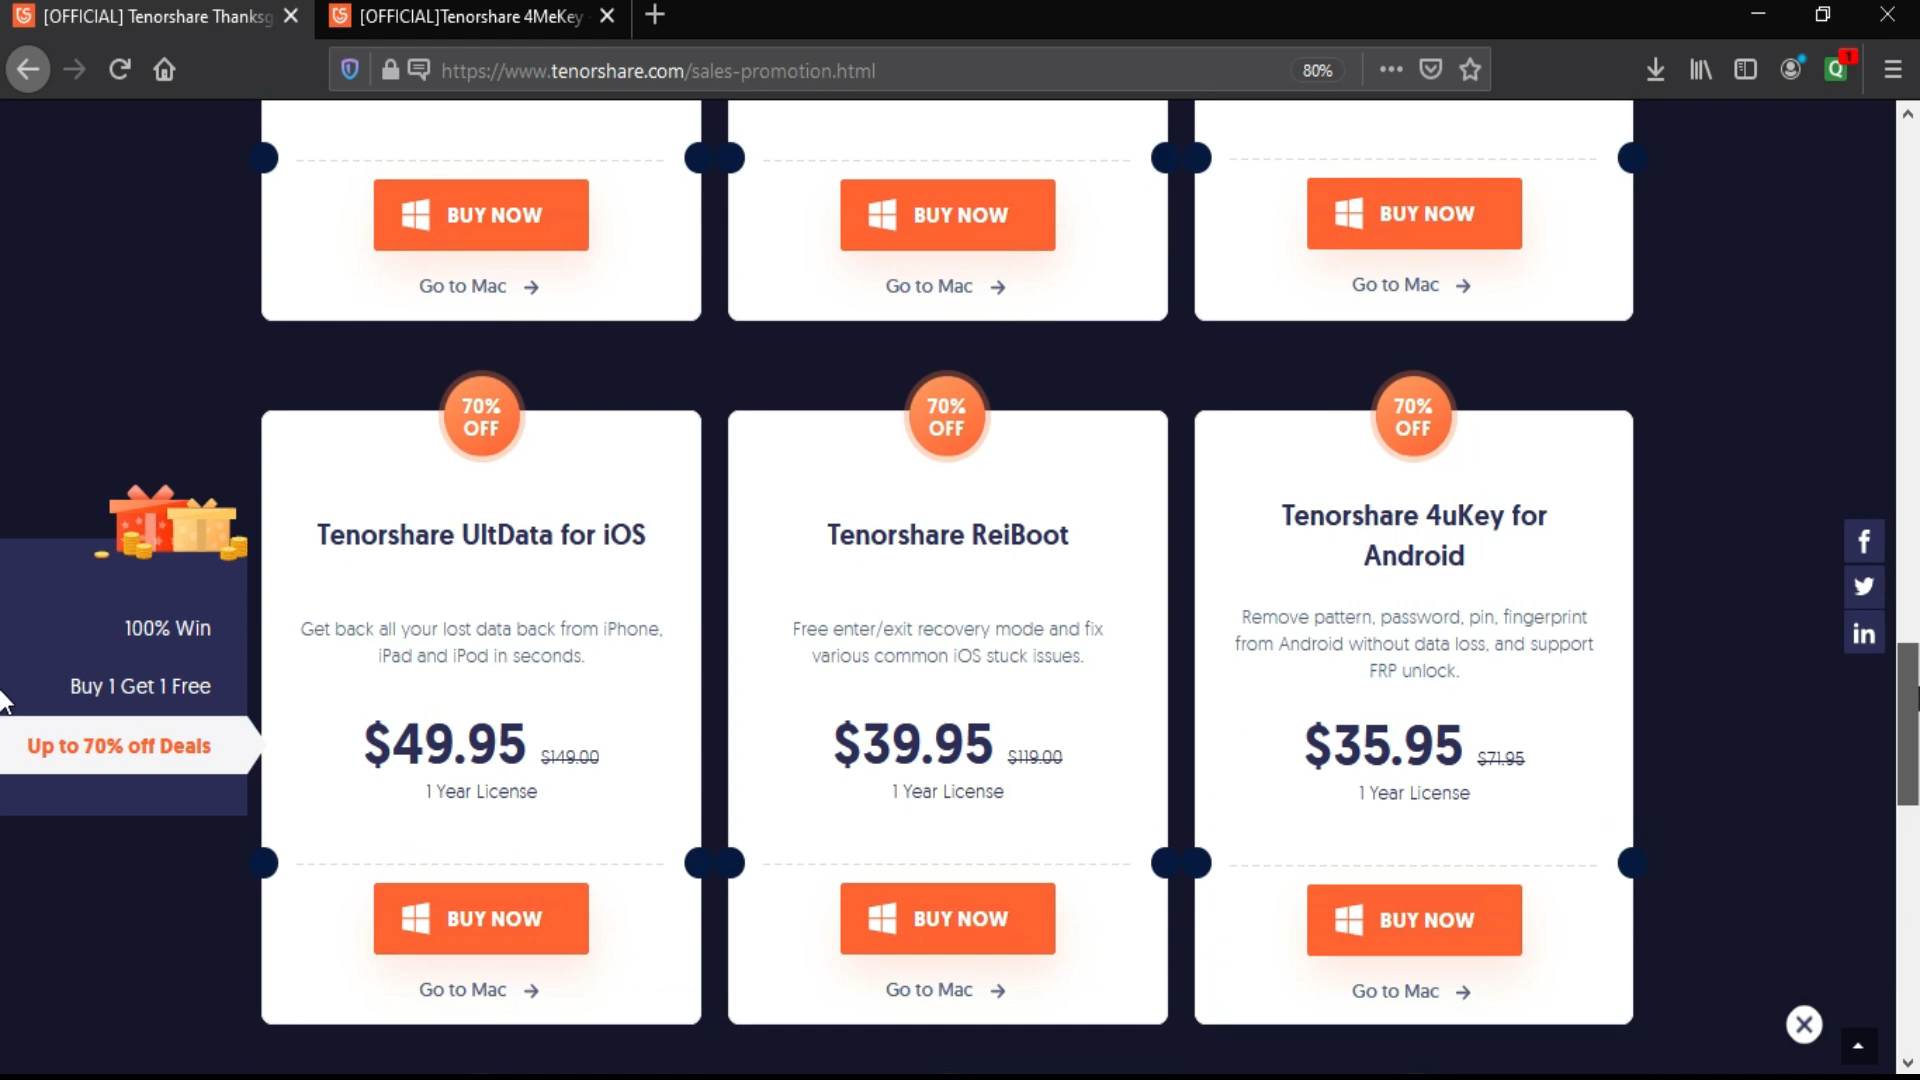 [OFFICIAL] Tenorshare Thanksg
[OFFICIAL]Tenorshare 4MeKey
https://www.tenorshare.com/sales-promotion.html
80%
Q
1
BUY NOW
Go to Mac
BUY NOW
Go to Mac
BUY NOW
Go to Mac
100% Win
Buy 1 Get 1 Free
Up to 70% off Deals
70%
OFF
Tenorshare UltData for iOS
Get back all your lost data back from iPhone,
iPad and iPod in seconds.
$49.95 $149.00
1 Year License
BUY NOW
Go to Mac
70%
OFF
Tenorshare ReiBoot
Free enter/exit recovery mode and fix
various common iOS stuck issues.
$39.95 $119.00
1 Year License
BUY NOW
Go to Mac
70%
OFF
Tenorshare 4uKey for
Android
Remove pattern, password, pin, fingerprint
from Android without data loss, and support
FRP unlock.
$35.95 $71.95
1 Year License
BUY NOW
Go to Mac